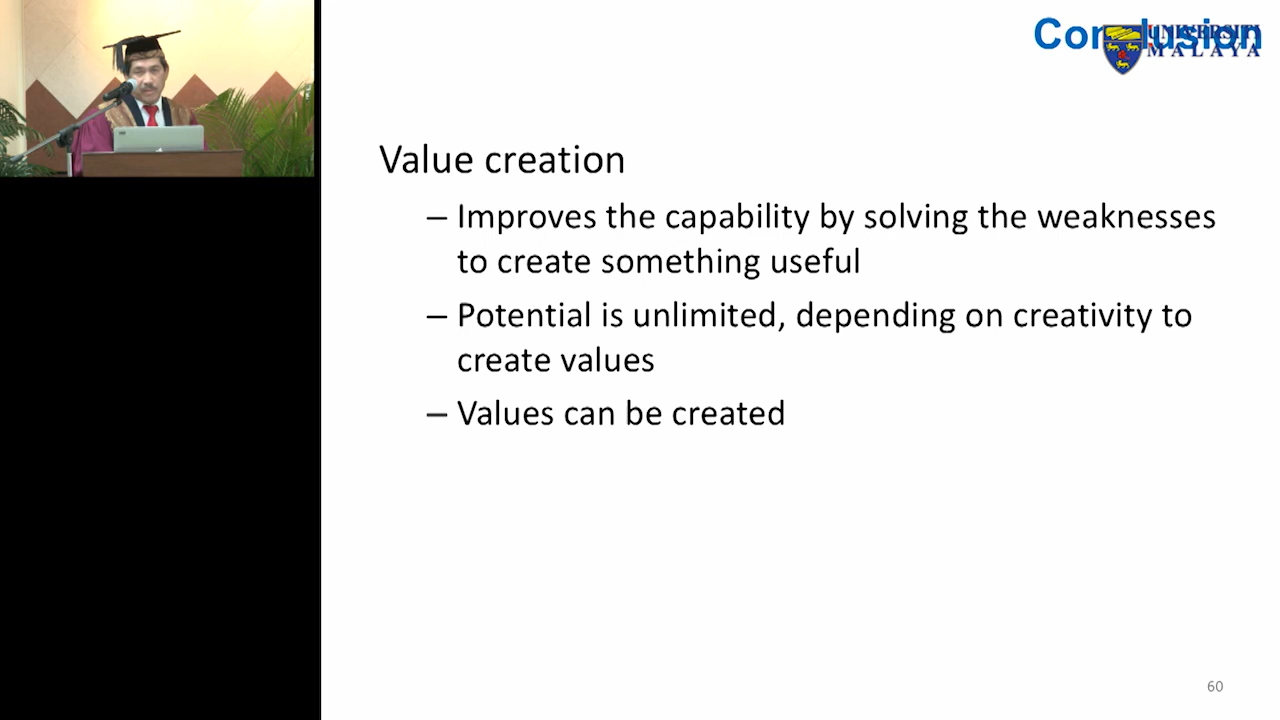 Conclusion
UNIVERSITI
MALAYA
Value creation
– Improves the capability by solving the weaknesses
to create something useful
– Potential is unlimited, depending on creativity to
create values
– Values can be created
60